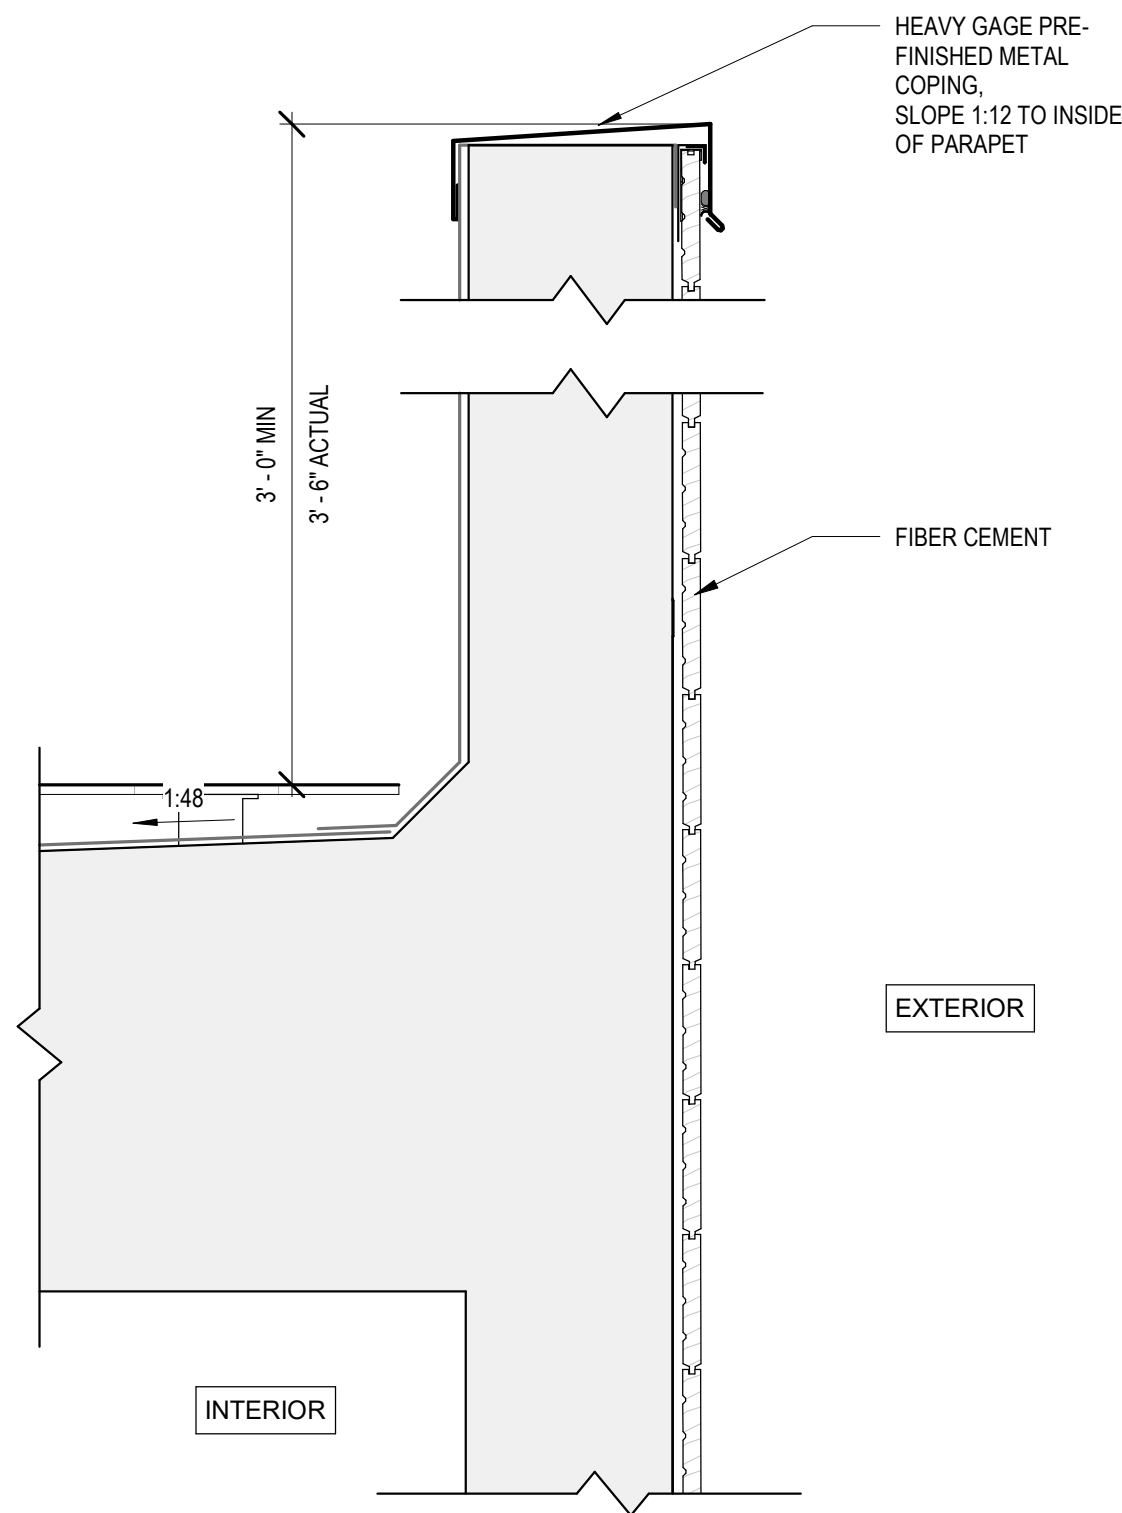 HEAVY GAGE PRE-
FINISHED METAL
COPING,
SLOPE 1:12 TO INSIDE
OF PARAPET
3' - 0" MIN
3' - 6" ACTUAL
FIBER CEMENT
1:48
EXTERIOR
INTERIOR